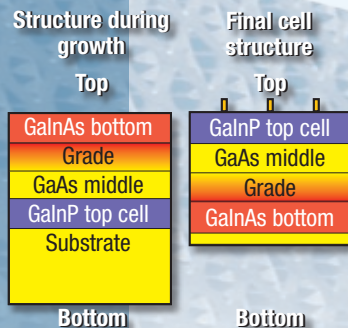 Structure during
growth
Top
GaInAs bottom
Grade
GaAs middle
GaInP top cell
Substrate
Bottom
Final cell
structure
Top
GaInP top cell
GaAs middle
Grade
GaInAs bottom
Bottom